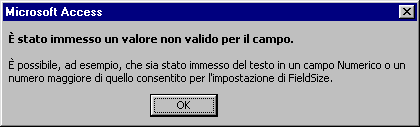 Microsoft Access
È stato immesso un valore non valido per il campo.
È possibile, ad esempio, che sia stato immesso del testo in un campo Numerico o un
numero maggiore di quello consentito per l'impostazione di FieldSize.
OK